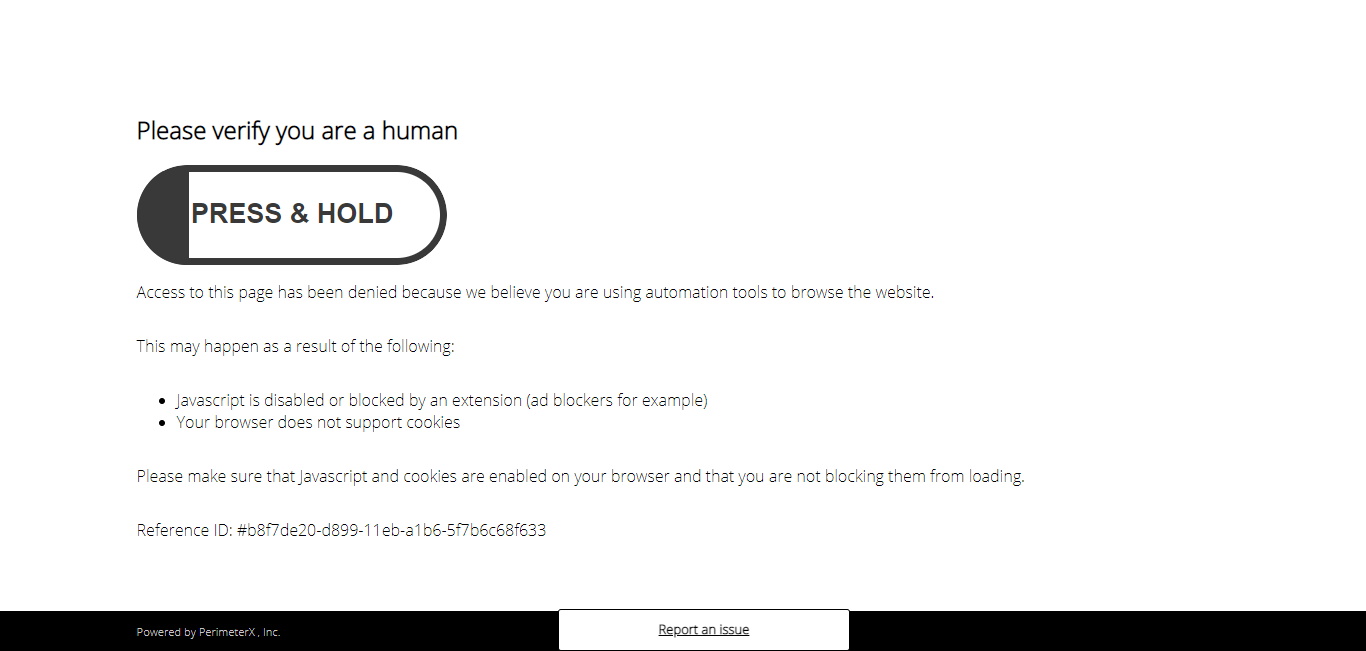 Please verify you are a human
PRESS & HOLD
Access to this page has been denied because we believe you are using automation tools to browse the website.
This may happen as a result of the following:
Javascript is disabled or blocked by an extension (ad blockers for example)
Your browser does not support cookies
Please make sure that Javascript and cookies are enabled on your browser and that you are not blocking them from loading.
Reference ID: #b8f7de20-d899-11eb-a1b6-5f7b6c68f633
Powered by PerimeterX , Inc.
Report an issue